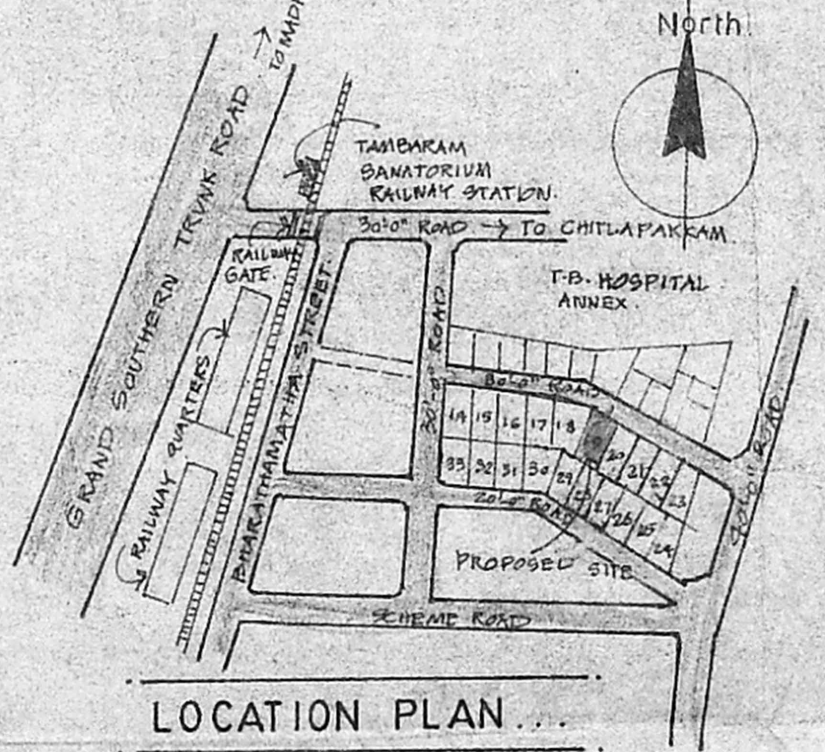 North
GRAND SOUTHERN TRUNK ROAD → TO MADR
TAMBARAM
SANATORIUM
RAILWAY STATION.
30'-0" ROAD → TO CHITLAPAKKAM
RAILWAY
GATE.
T.B. HOSPITAL
ANNEX.
BHARATHAMATHA STREET.
RAILWAY QUARTERS
30'-0" ROAD
30'-0" ROAD
14 15 16 17 18
20 21 22 23
33 32 31 30 29 28 27 26 25 24
40'-0" ROAD
20'-0" ROAD
PROPOSED SITE
SCHEME ROAD
LOCATION PLAN...